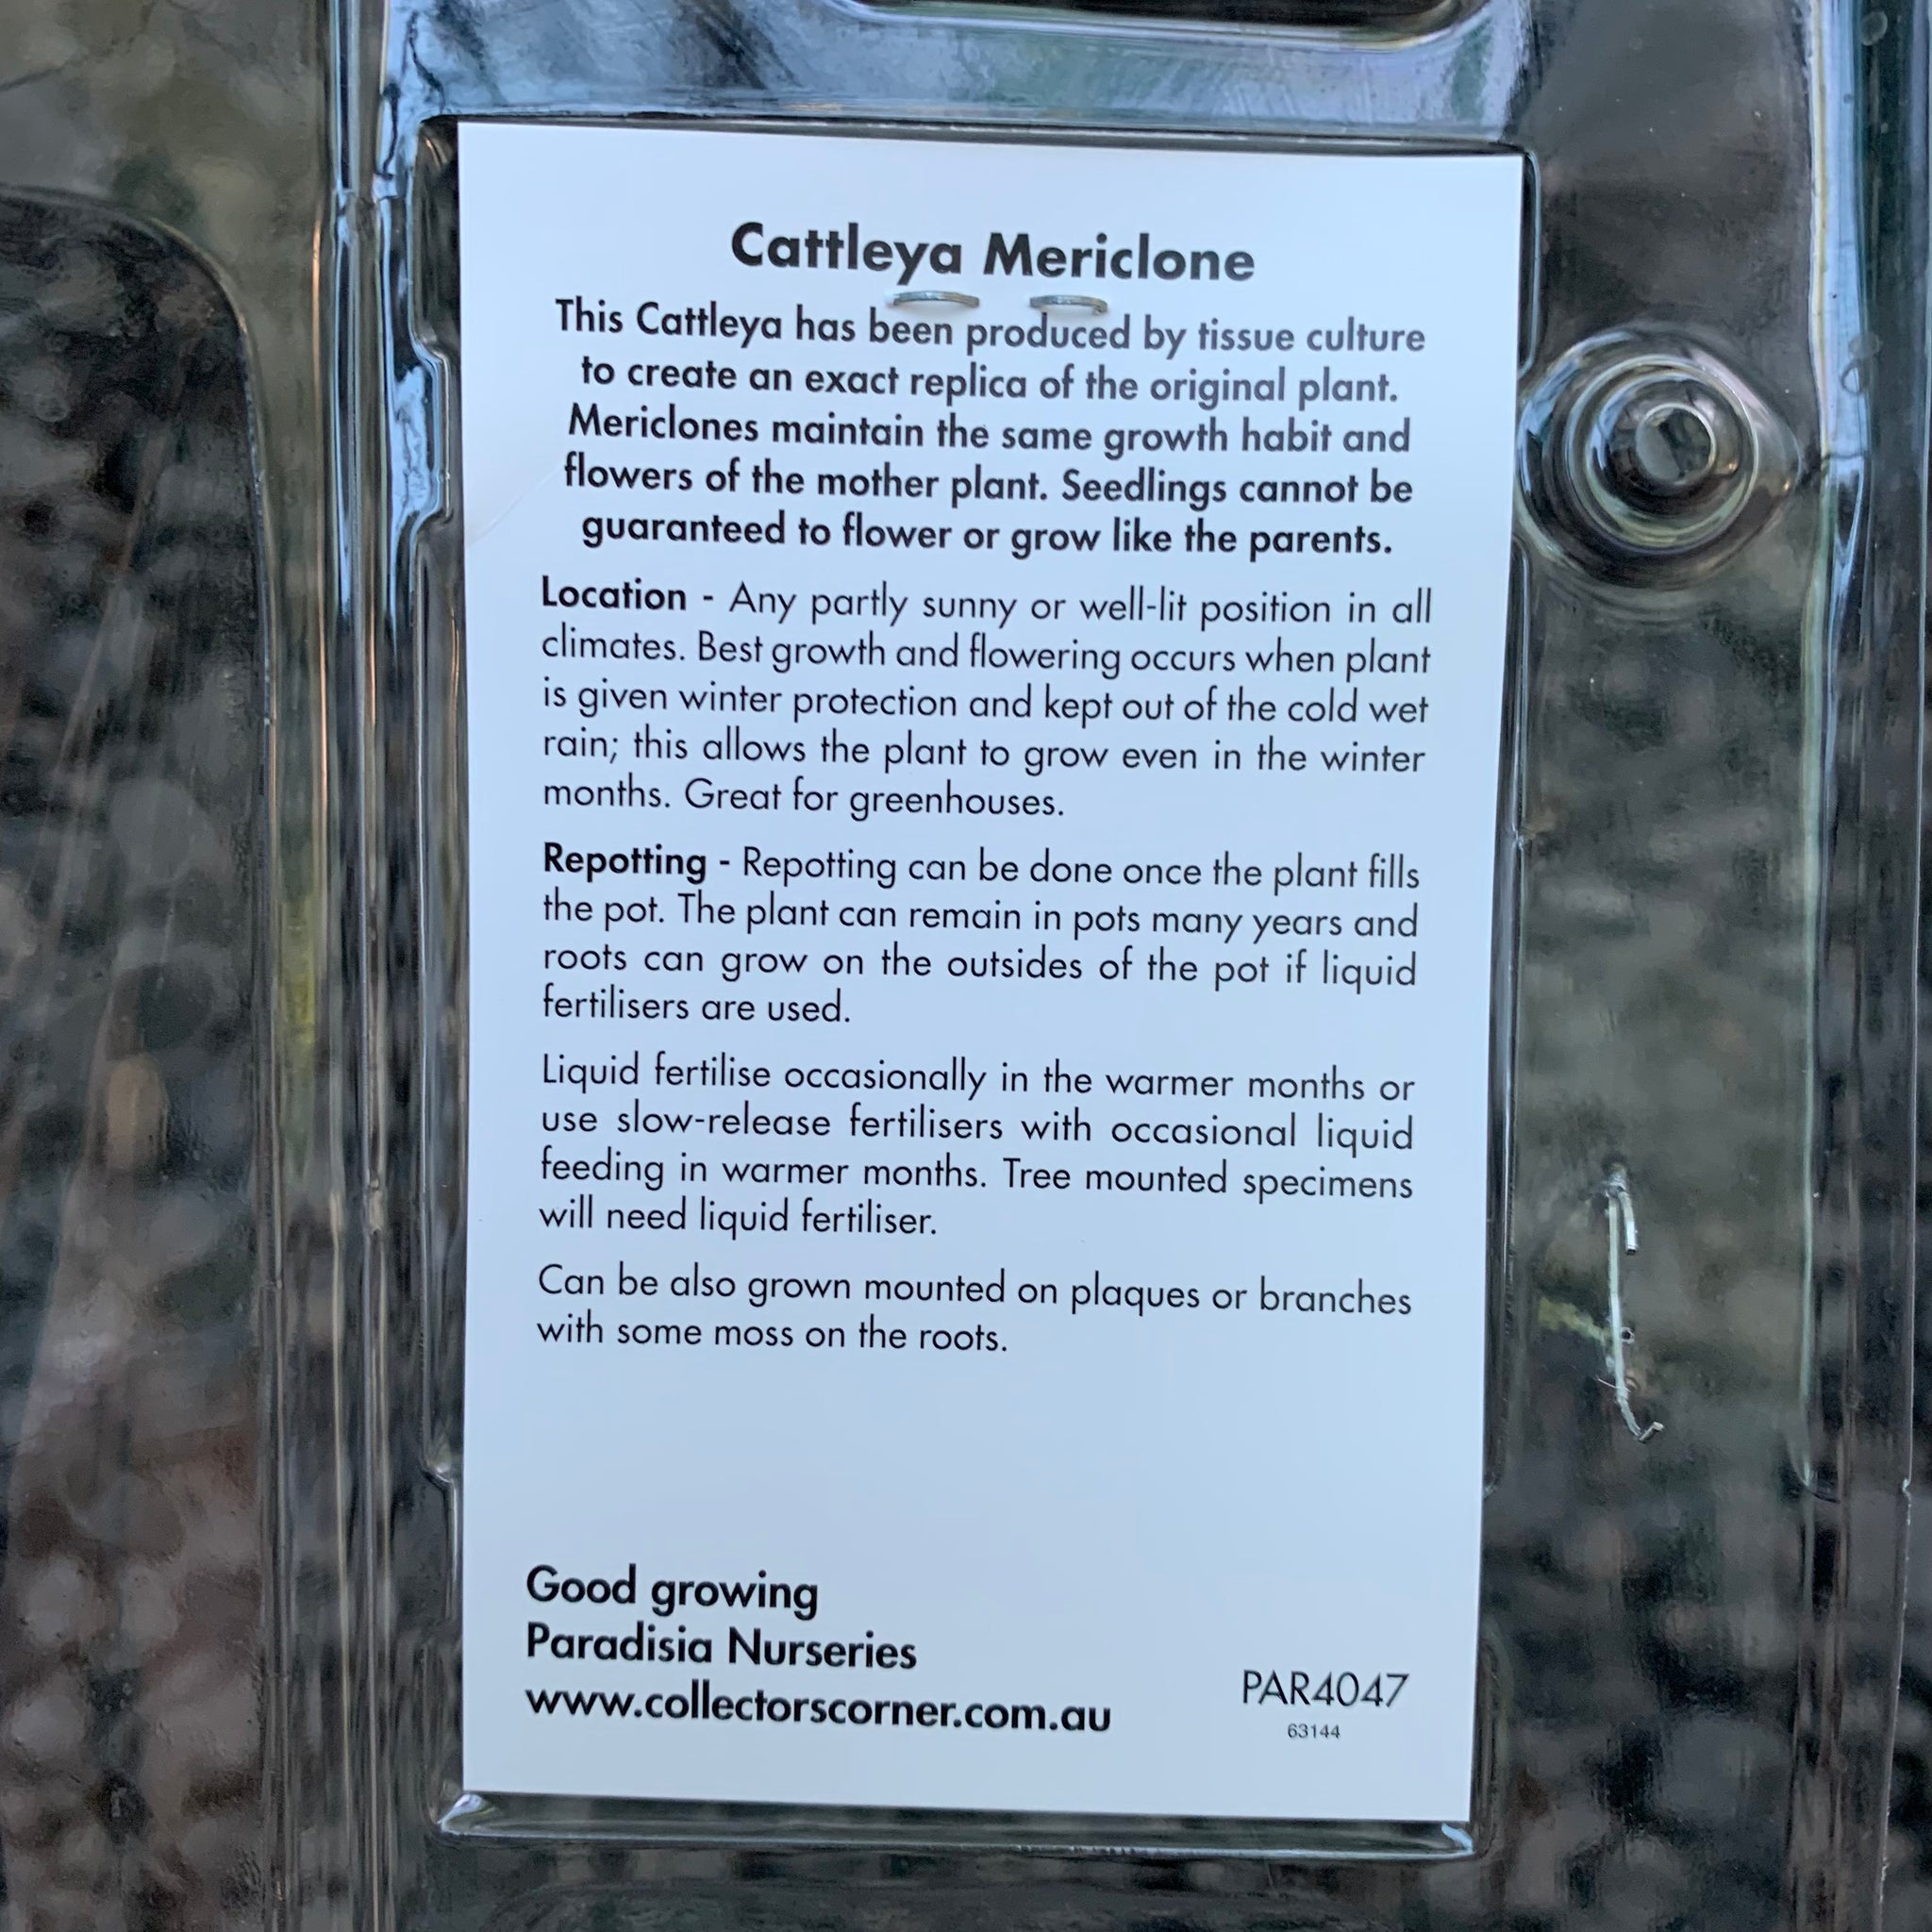 Cattleya Mericlone
This Cattleya has been produced by tissue culture
to create an exact replica of the original plant.
Mericlones maintain the same growth habit and
flowers of the mother plant. Seedlings cannot be
guaranteed to flower or grow like the parents.
Location - Any partly sunny or well-lit position in all
climates. Best growth and flowering occurs when plant
is given winter protection and kept out of the cold wet
rain; this allows the plant to grow even in the winter
months. Great for greenhouses.
Repotting - Repotting can be done once the plant fills
the pot. The plant can remain in pots many years and
roots can grow on the outsides of the pot if liquid
fertilisers are used.
Liquid fertilise occasionally in the warmer months or
use slow-release fertilisers with occasional liquid
feeding in warmer months. Tree mounted specimens
will need liquid fertiliser.
Can be also grown mounted on plaques or branches
with some moss on the roots.
Good growing
Paradisia Nurseries
www.collectorscorner.com.au
PAR4047
63144